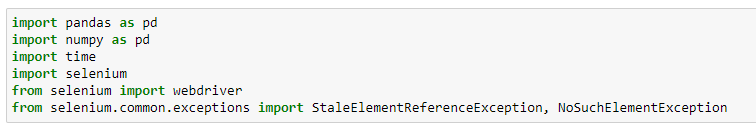 import pandas as pd
import numpy as pd
import time
import selenium
from selenium import webdriver
from selenium.common.exceptions import StaleElementReferenceException, NoSuchElementException